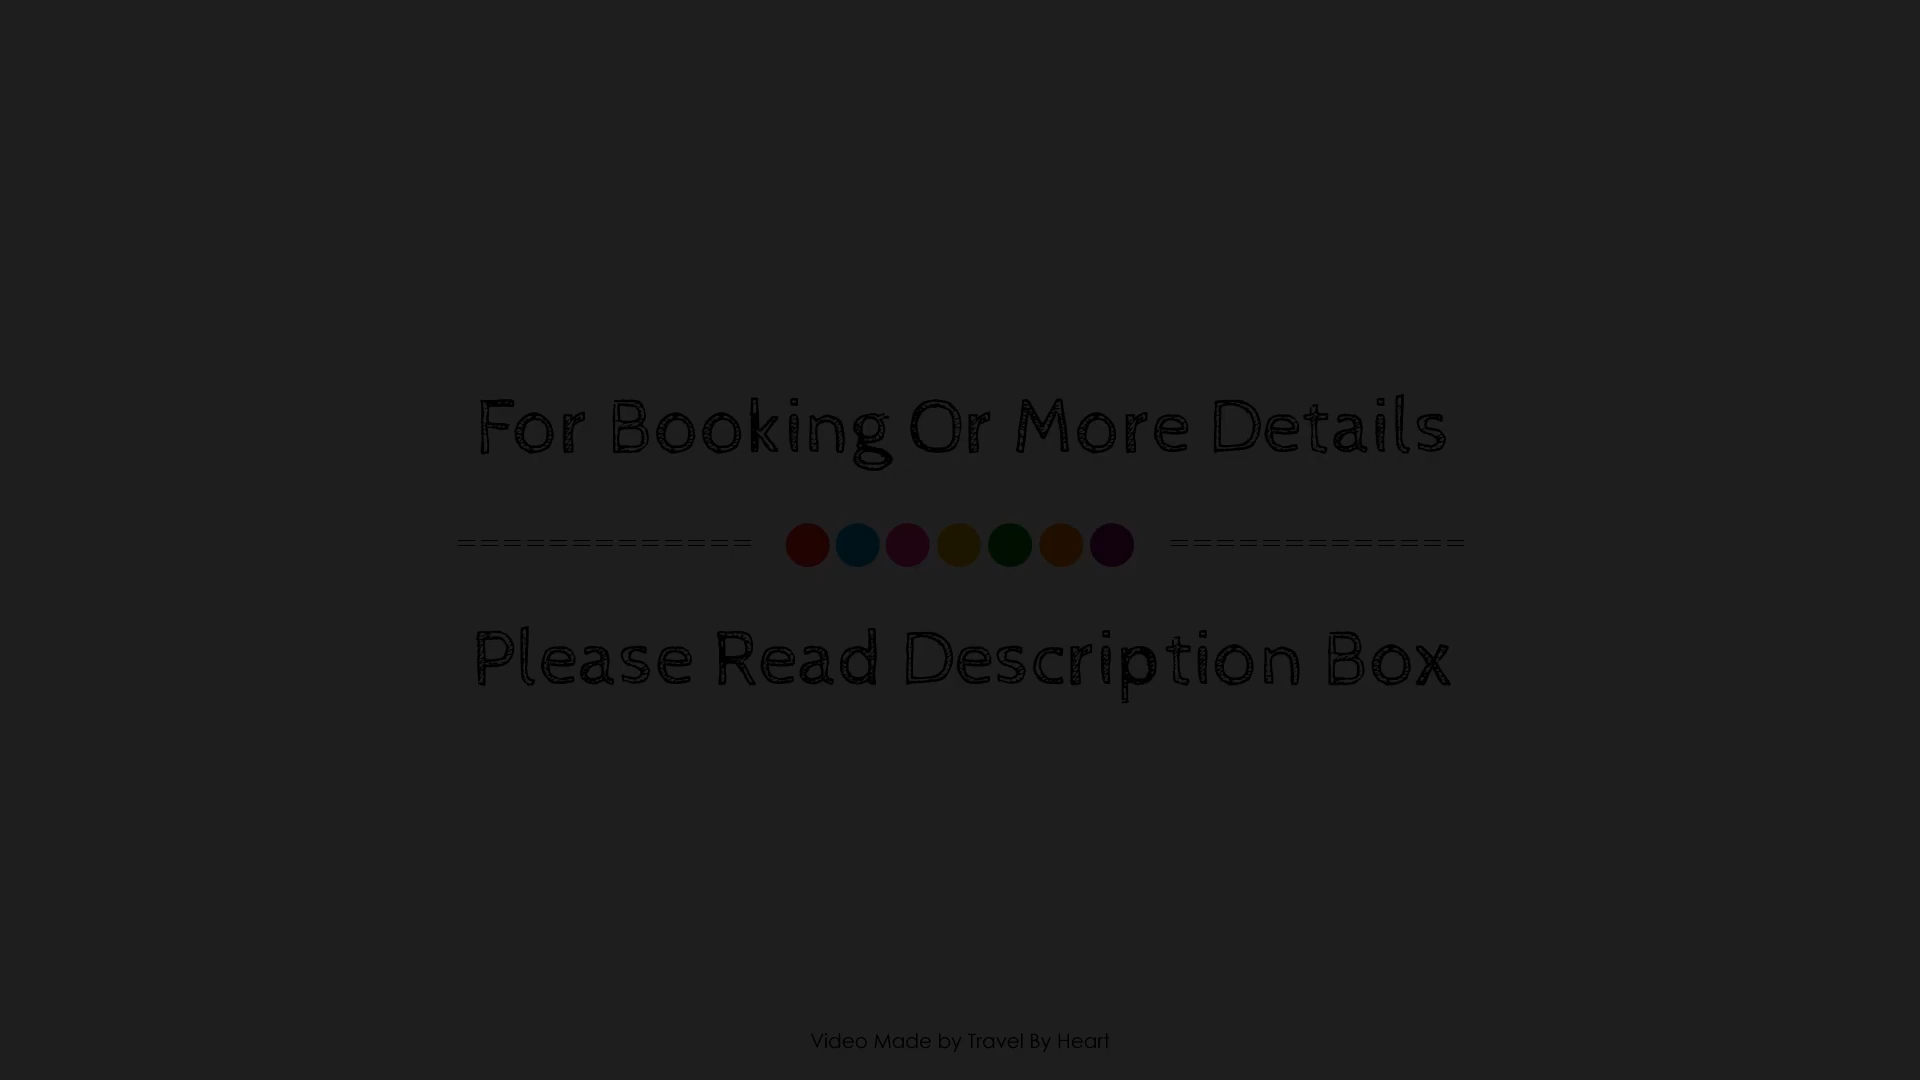 For Booking Or More Details
============= =============
Please Read Description Box
Video Made by Travel By Heart